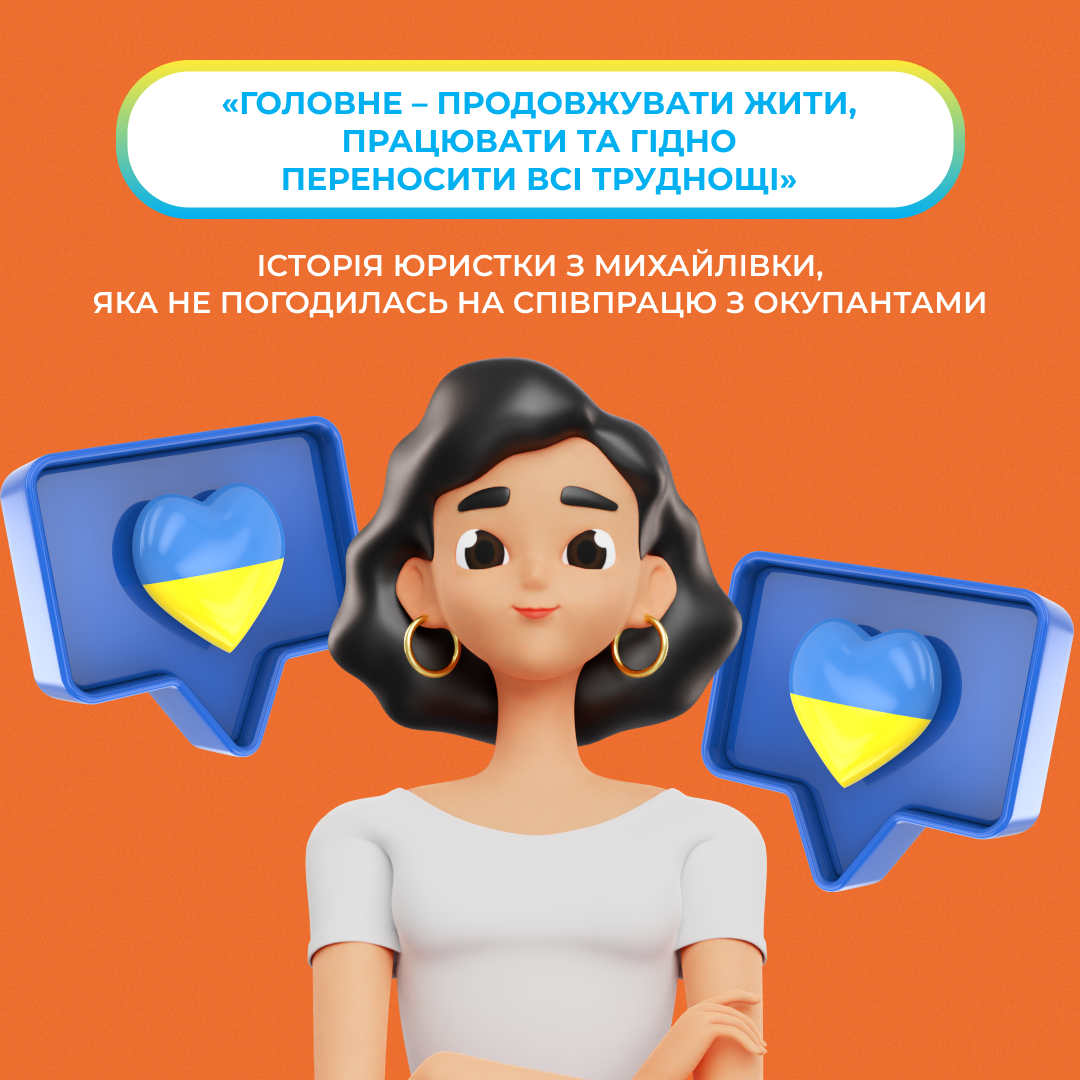 «ГОЛОВНЕ – ПРОДОВЖУВАТИ ЖИТИ,
ПРАЦЮВАТИ ТА ГІДНО
ПЕРЕНОСИТИ ВСІ ТРУДНОЩІ»
ІСТОРІЯ ЮРИСТКИ З МИХАЙЛІВКИ,
ЯКА НЕ ПОГОДИЛАСЬ НА СПІВПРАЦЮ З ОКУПАНТАМИ